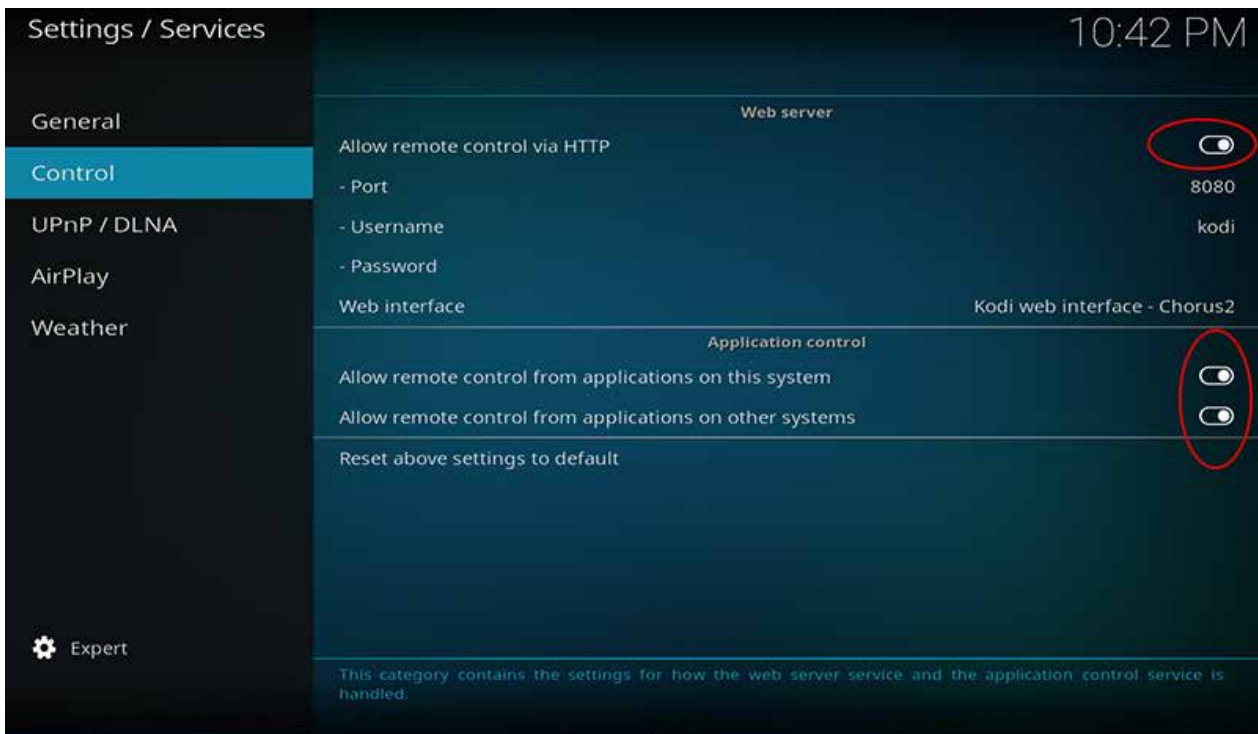 Settings / Services
10:42 PM
General
Control
UPnP / DLNA
AirPlay
Weather
Expert
Web server
Allow remote control via HTTP
- Port 8080
- Username kodi
- Password
Web interface Kodi web interface - Chorus2
Application control
Allow remote control from applications on this system
Allow remote control from applications on other systems
Reset above settings to default
This category contains the settings for how the web server service and the application control service is
handled.